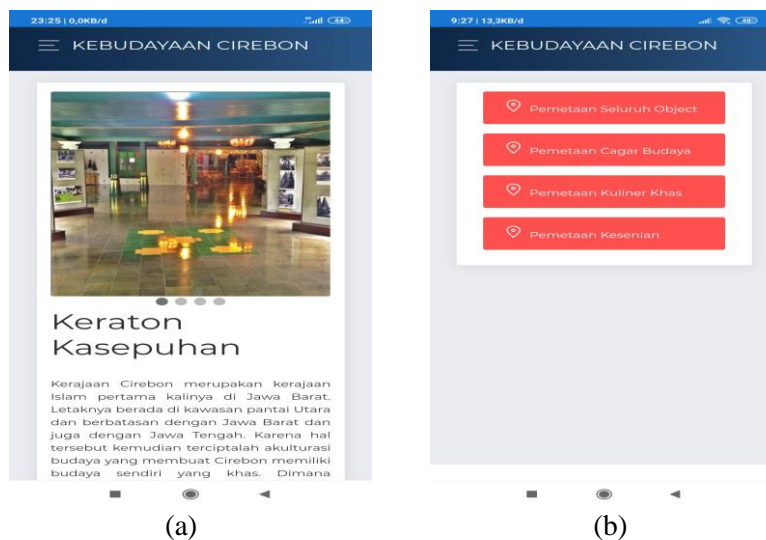 23:25 | 0,0KB/d
KEBUDAYAAN CIREBON
Keraton
Kasepuhan
Kerajaan Cirebon merupakan kerajaan
Islam pertama kalinya di Jawa Barat.
Letaknya berada di kawasan pantai Utara
dan berbatasan dengan Jawa Barat dan
juga dengan Jawa Tengah. Karena hal
tersebut kemudian terciptalah akulturasi
budaya yang membuat Cirebon memiliki
budaya sendiri yang khas. Dimana
(a)
9:27 | 13,3KB/d
KEBUDAYAAN CIREBON
Pemetaan Seluruh Object
Pemetaan Cagar Budaya
Pemetaan Kuliner Khas
Pemetaan Kesenian
(b)